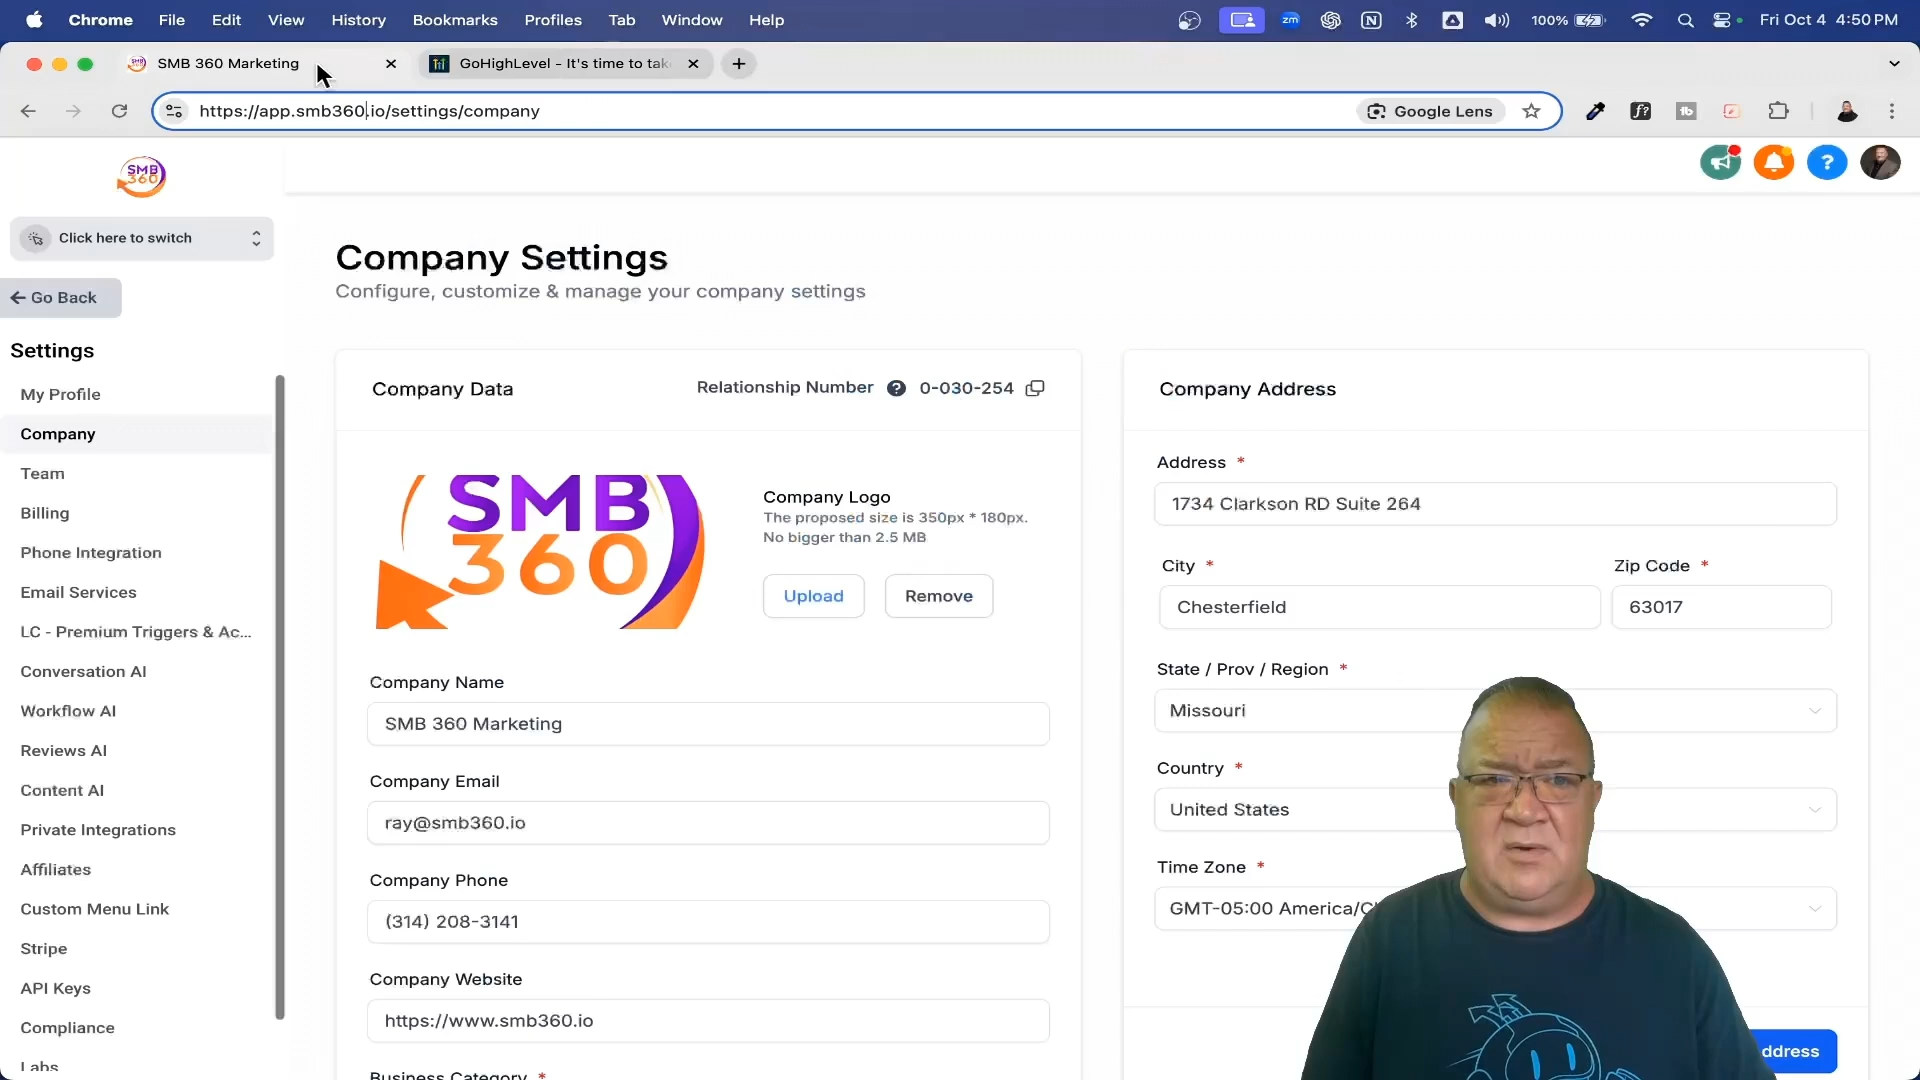 Chrome File Edit View History Bookmarks Profiles Tab Window Help
zm 100% Fri Oct 4 4:50 PM
SMB 360 Marketing
GoHighLevel - It's time to tak
https://app.smb360.io/settings/company
Google Lens
f?
tb
SMB
360
Click here to switch
Go Back
Settings
My Profile
Company
Team
Billing
Phone Integration
Email Services
LC - Premium Triggers & Ac...
Conversation AI
Workflow AI
Reviews AI
Content AI
Private Integrations
Affiliates
Custom Menu Link
Stripe
API Keys
Compliance
Labs
Company Settings
Configure, customize & manage your company settings
Company Data
Relationship Number ? 0-030-254
SMB
360
Company Logo
The proposed size is 350px * 180px.
No bigger than 2.5 MB
Upload
Remove
Company Name
SMB 360 Marketing
Company Email
ray@smb360.io
Company Phone
(314) 208-3141
Company Website
https://www.smb360.io
Business Category *
Company Address
Address *
1734 Clarkson RD Suite 264
City *
Chesterfield
Zip Code *
63017
State / Prov / Region *
Missouri
Country *
United States
Time Zone *
GMT-05:00 America/C
ddress